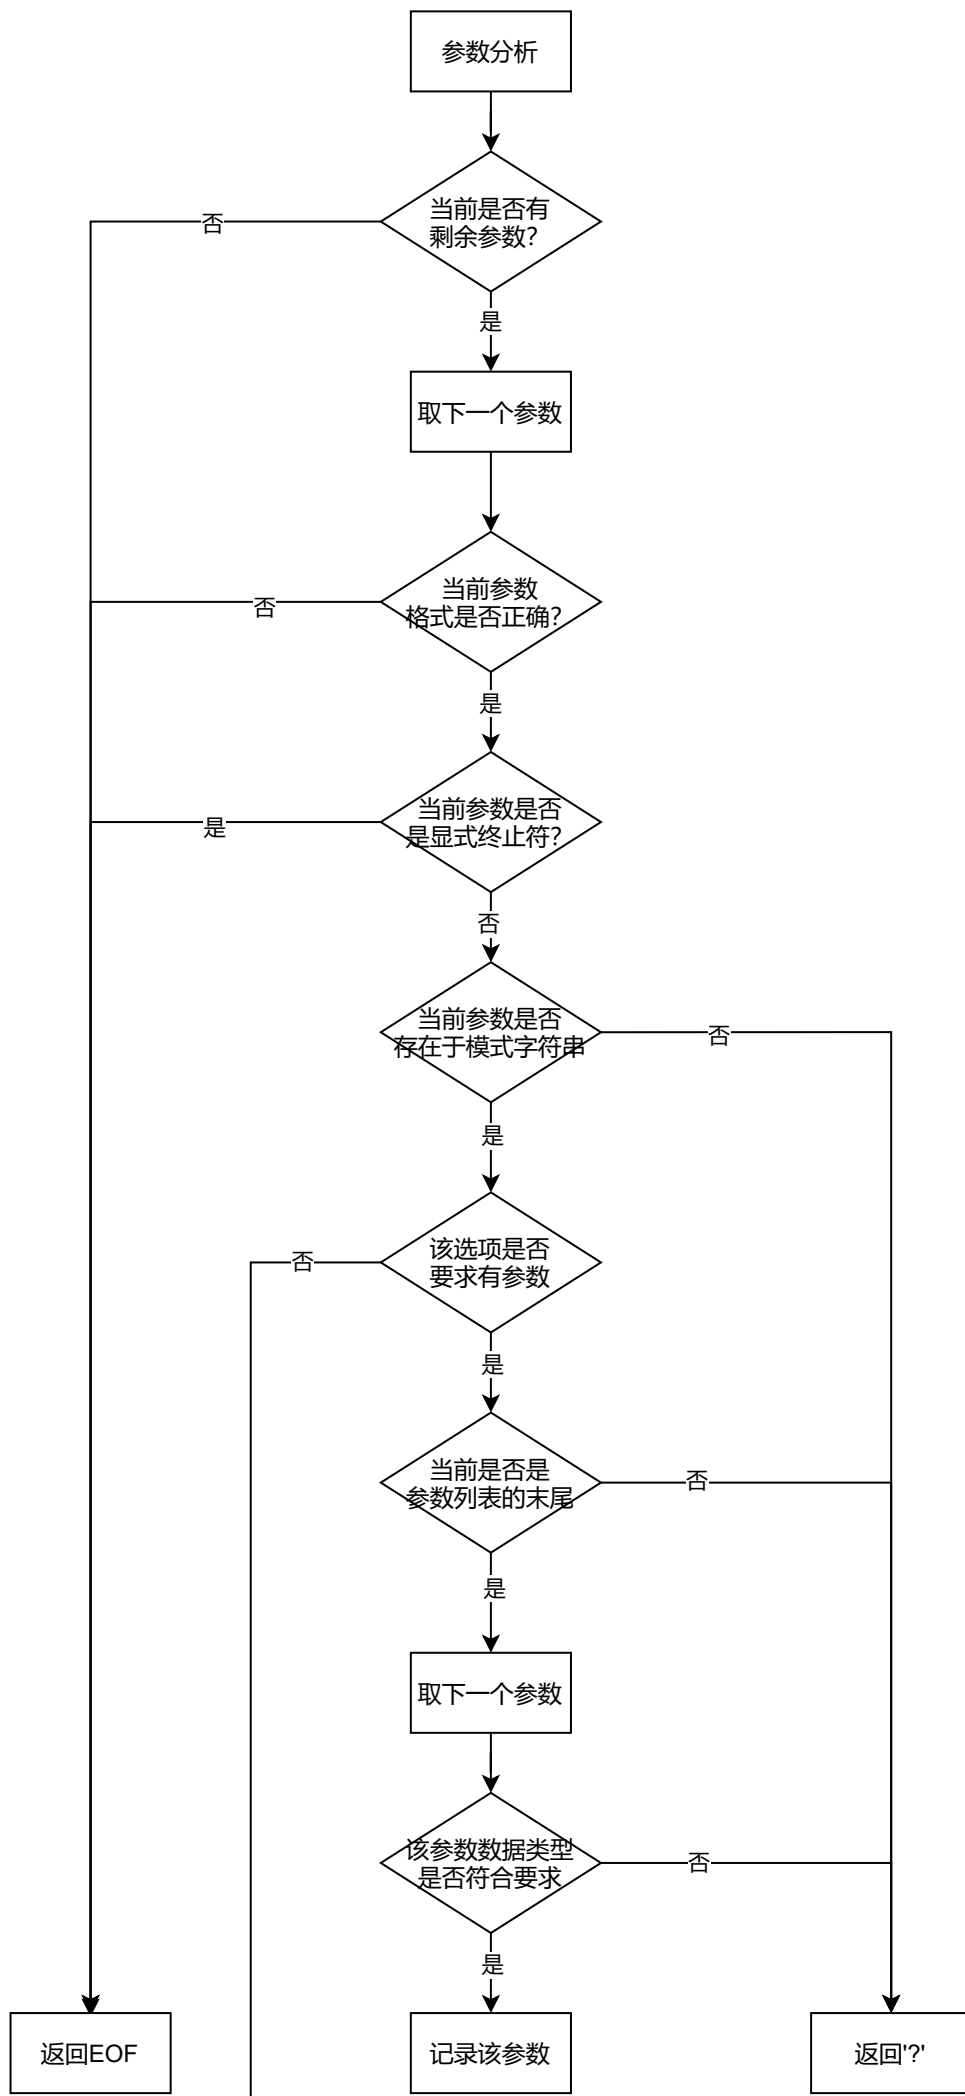 参数分析
当前是否有
剩余参数?
否
是
取下一个参数
当前参数
格式是否正确?
否
是
当前参数是否
是显式终止符?
是
否
当前参数是否
存在于模式字符串
否
是
该选项是否
要求有参数
否
是
当前是否是
参数列表的末尾
否
是
取下一个参数
该参数数据类型
是否符合要求
否
是
返回EOF
记录该参数
返回'?'